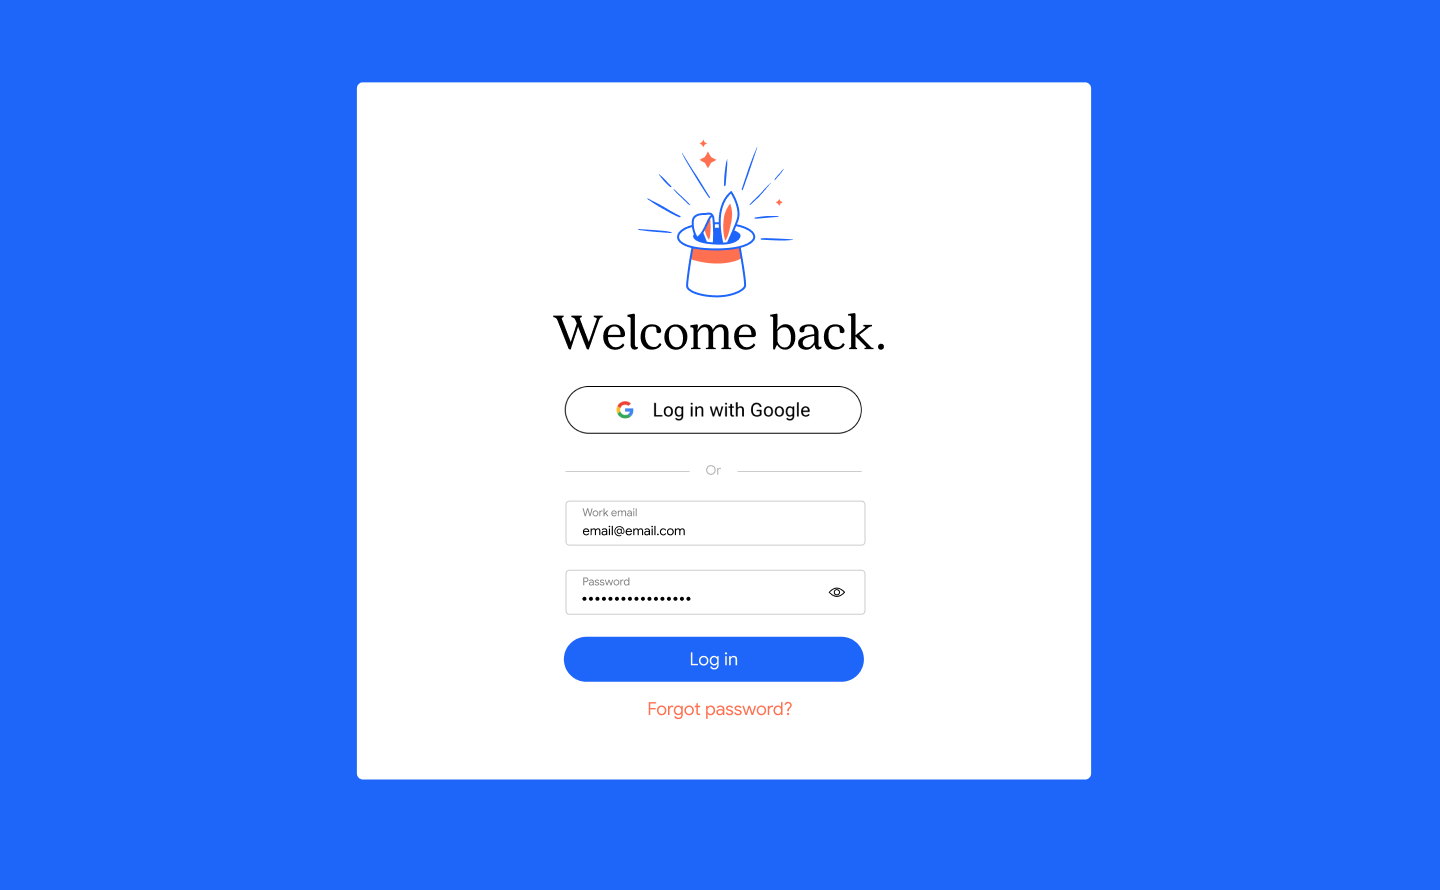 Welcome back.
Log in with Google
Or
Work email
email@email.com
Password
•••••••••••••••••
Log in
Forgot password?